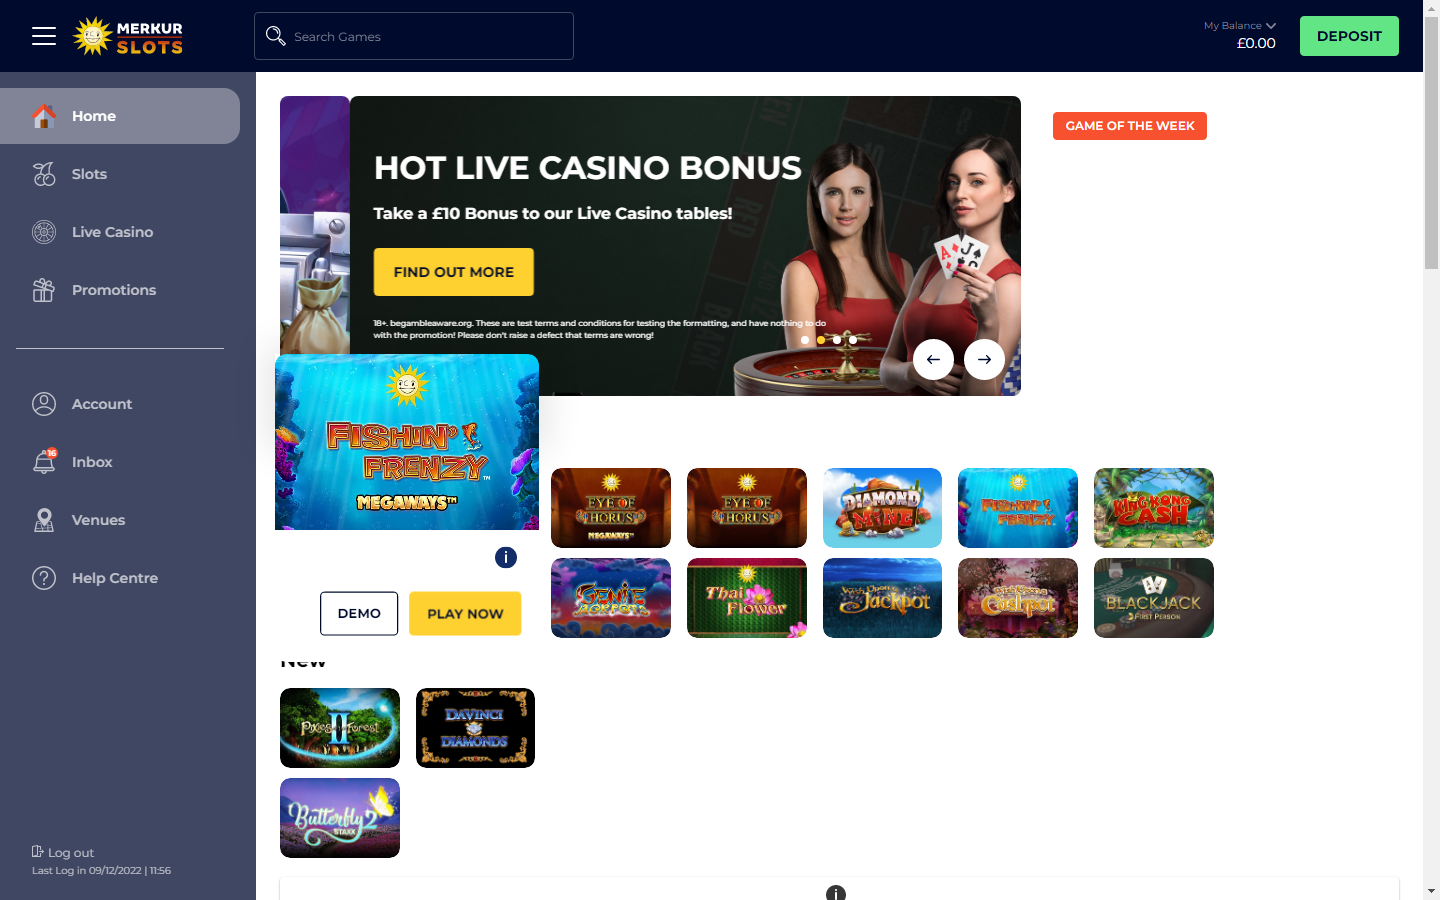 MERKUR
SLOTS
Search Games
My Balance
£0.00
DEPOSIT
Home
Slots
Live Casino
Promotions
Account
16
Inbox
Venues
Help Centre
Log out
Last Log in 09/12/2022 | 11:56
HOT LIVE CASINO BONUS
Take a £10 Bonus to our Live Casino tables!
FIND OUT MORE
18+. begambleaware.org. These are test terms and conditions for testing the formatting, and have nothing to do
with the promotion! Please don't raise a defect that terms are wrong!
GAME OF THE WEEK
FISHIN'
FRENZY™
MEGAWAYS™
DEMO
PLAY NOW
EYE OF
HORUS
MEGAWAYS™
EYE OF
HORUS
DIAMOND
MINE
FISHIN'
FRENZY
KING KONG
CASH
GENIE
JACKPOTS
Thai
Flower
Wish Upon a
Jackpot
Cashpot
BLACKJACK
FIRST PERSON
New
Pixies of the Forest
II
DAVINCI
DIAMONDS
Butterfly 2
STAXX